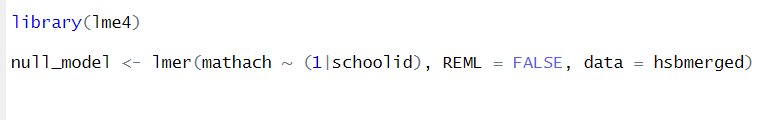 library(lme4)
null_model <- lmer(mathach ~ (1|schoolid), REML = FALSE, data = hsbmerged)